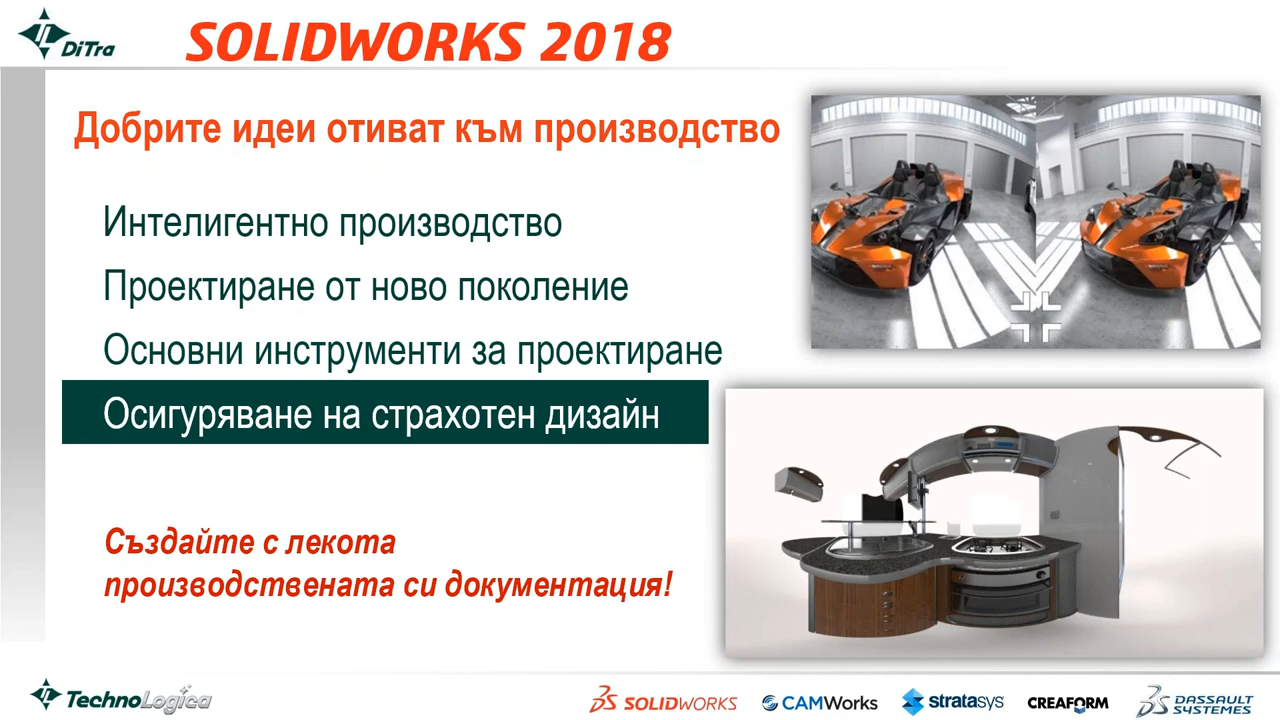 DiTra
SOLIDWORKS 2018
Добрите идеи отиват към производство
Интелигентно производство
Проектиране от ново поколение
Основни инструменти за проектиране
Осигуряване на страхотен дизайн
Създайте с лекота
производствената си документация!
TechnoLogica
SOLIDWORKS
CAMWorks
stratasys
CREAFORM
DASSAULT
SYSTEMES